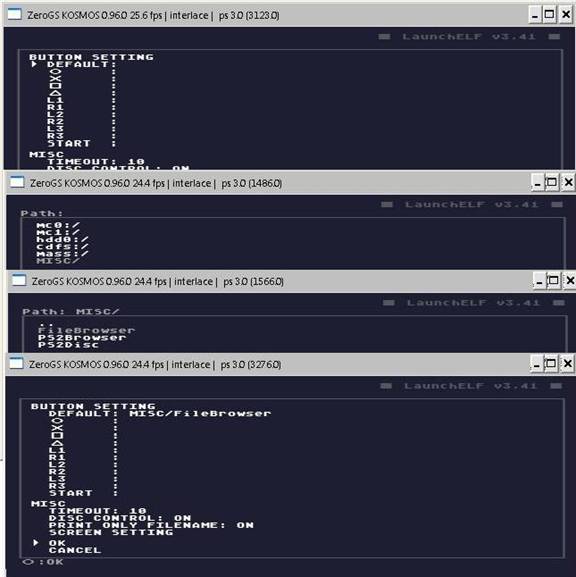 ZeroGS KOSMOS 0.96.0 25.6 fps | interlace | ps 3.0 (3123.0)
LaunchELF v3.41
BUTTON SETTING
DEFAULT:
○ :
× :
□ :
△ :
L1 :
R1 :
L2 :
R2 :
L3 :
R3 :
START :
MISC
TIMEOUT: 10
DISC CONTROL: ON
ZeroGS KOSMOS 0.96.0 24.4 fps | interlace | ps 3.0 (1486.0)
LaunchELF v3.41
Path:
mc0:/
mc1:/
hdd0:/
cdfs:/
mass:/
MISC/
ZeroGS KOSMOS 0.96.0 24.4 fps | interlace | ps 3.0 (1566.0)
LaunchELF v3.41
Path: MISC/
..
FileBrowser
PS2Browser
PS2Disc
ZeroGS KOSMOS 0.96.0 24.4 fps | interlace | ps 3.0 (3276.0)
LaunchELF v3.41
BUTTON SETTING
DEFAULT: MISC/FileBrowser
○ :
× :
□ :
△ :
L1 :
R1 :
L2 :
R2 :
L3 :
R3 :
START :
MISC
TIMEOUT: 10
DISC CONTROL: ON
PRINT ONLY FILENAME: ON
SCREEN SETTING
OK
CANCEL
○:OK